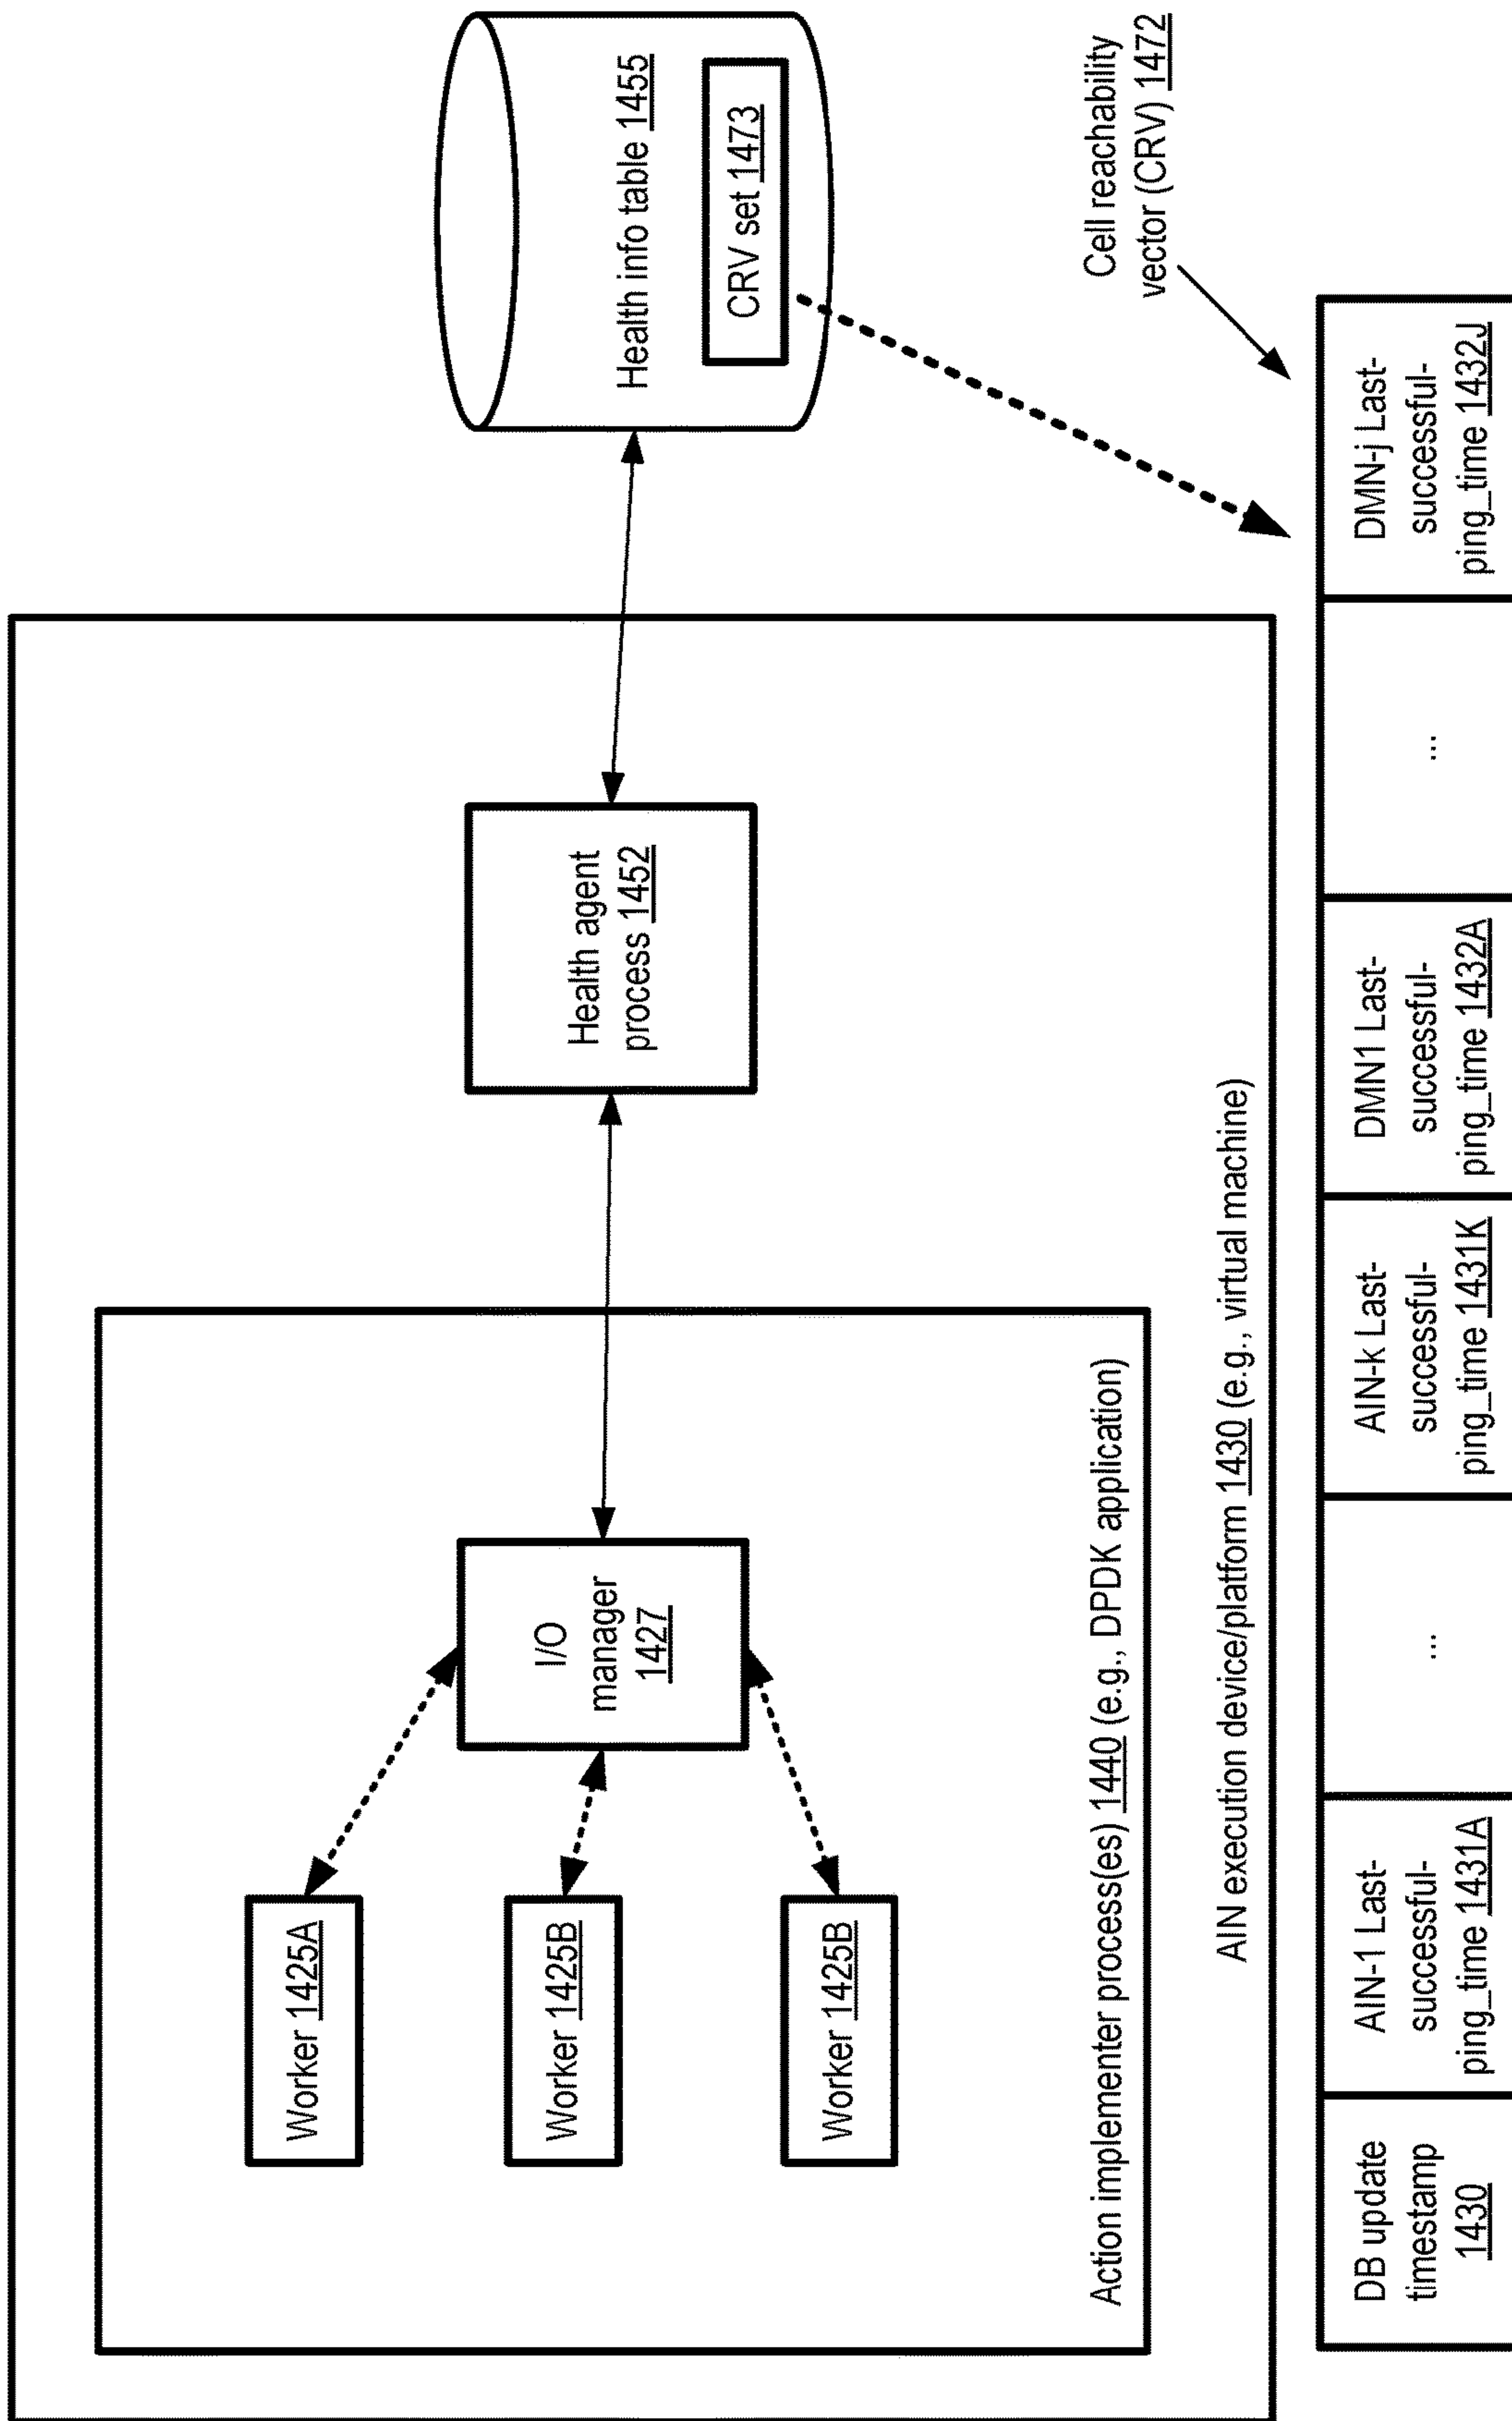 Worker 1425A
Worker 1425B
Worker 1425B
I/O
manager
1427
Action implementer process(es) 1440 (e.g., DPDK application)
Health agent
process 1452
AIN execution device/platform 1430 (e.g., virtual machine)
Health info table 1455
CRV set 1473
Cell reachability
vector (CRV) 1472
DB update
timestamp
1430
AIN-1 Last-
successful-
ping_time 1431A
...
AIN-k Last-
successful-
ping_time 1431K
DMN1 Last-
successful-
ping_time 1432A
...
DMN-j Last-
successful-
ping_time 1432J